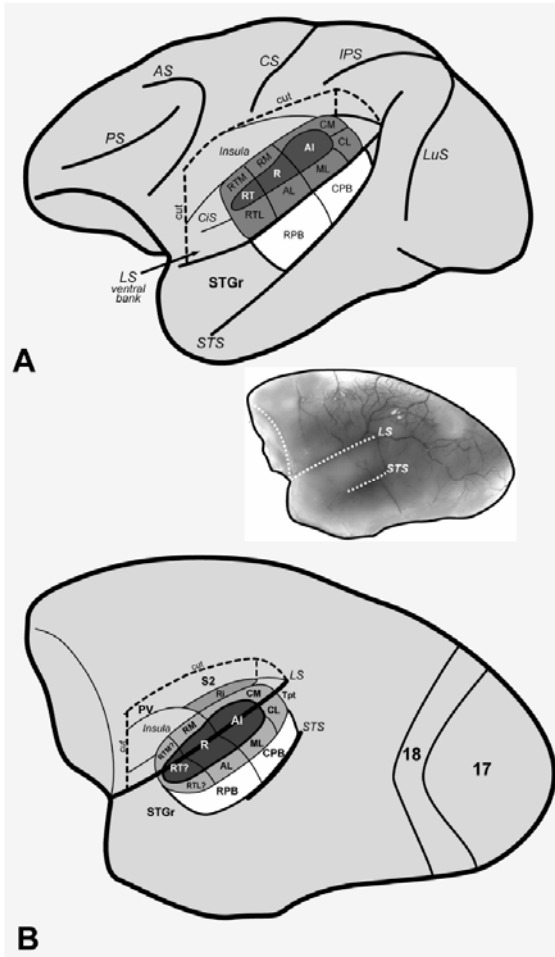 AS
CS
IPS
PS
cut
CM
Insula
RM
AI
CL
RTM
R
ML
LuS
cut
RT
AL
CPB
CiS
RTL
RPB
LS
ventral
bank
STGr
STS
A
LS
STS
cut
S2
LS
Ri
CM
Tpt
PV
AI
CL
Insula
RM
STS
cut
RTM?
R
ML
CPB
18
17
RT?
AL
RTL?
RPB
STGr
B